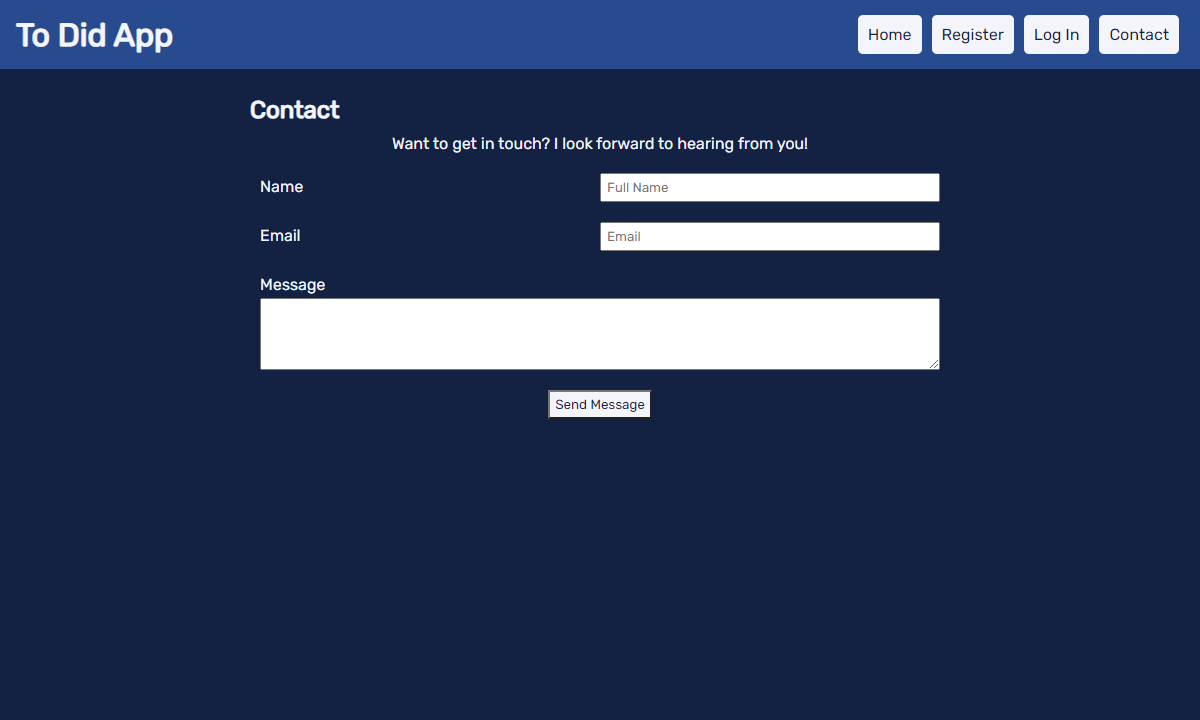 To Did App
Home Register Log In Contact
Contact
Want to get in touch? I look forward to hearing from you!
Name Full Name
Email Email
Message
Send Message